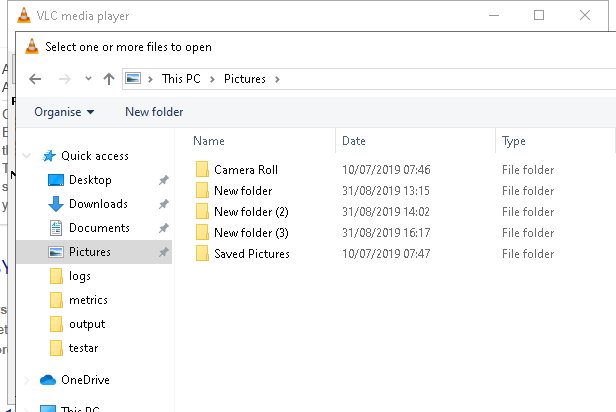 VLC media player
Select one or more files to open
This PC > Pictures >
Organise New folder
Name Date Type
Quick access
Desktop
Downloads
Documents
Pictures
logs
metrics
output
testar
OneDrive
This PC
Camera Roll 10/07/2019 07:46 File folder
New folder 31/08/2019 13:15 File folder
New folder (2) 31/08/2019 14:02 File folder
New folder (3) 31/08/2019 16:17 File folder
Saved Pictures 10/07/2019 07:47 File folder